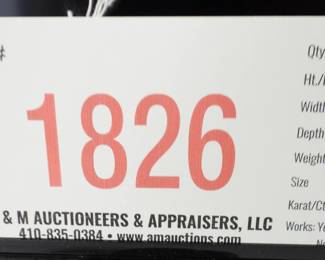 #
1826
& M AUCTIONEERS & APPRAISERS, LLC
410-835-0384 • www.amauctions.com
Qty
Ht./
Width
Depth
Weight
Size
Karat/Ct
Works: Ye